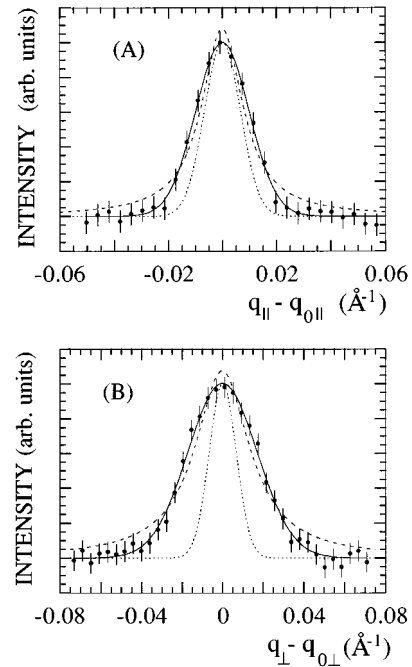 (A)
INTENSITY (arb. units)
-0.06 -0.02 0.02 0.06
q|| - q0|| (Å-1)
(B)
INTENSITY (arb. units)
-0.08 -0.04 0 0.04 0.08
q⊥ - q0⊥ (Å-1)